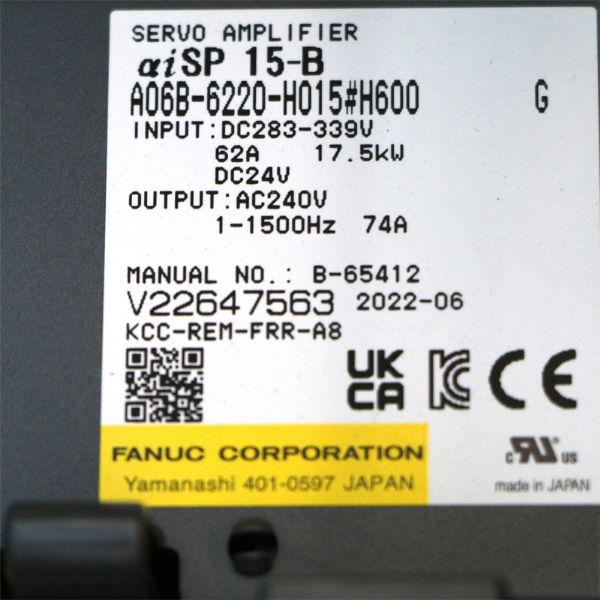 SERVO AMPLIFIER
αiSP 15-B
A06B-6220-H015#H600 G
INPUT:DC283-339V
62A 17.5kW
DC24V
OUTPUT:AC240V
1-1500Hz 74A
MANUAL NO.: B-65412
V22647563 2022-06
KCC-REM-FRR-A8
UK
CA
KC CE
c RU US
FANUC CORPORATION
Yamanashi 401-0597 JAPAN
made in JAPAN